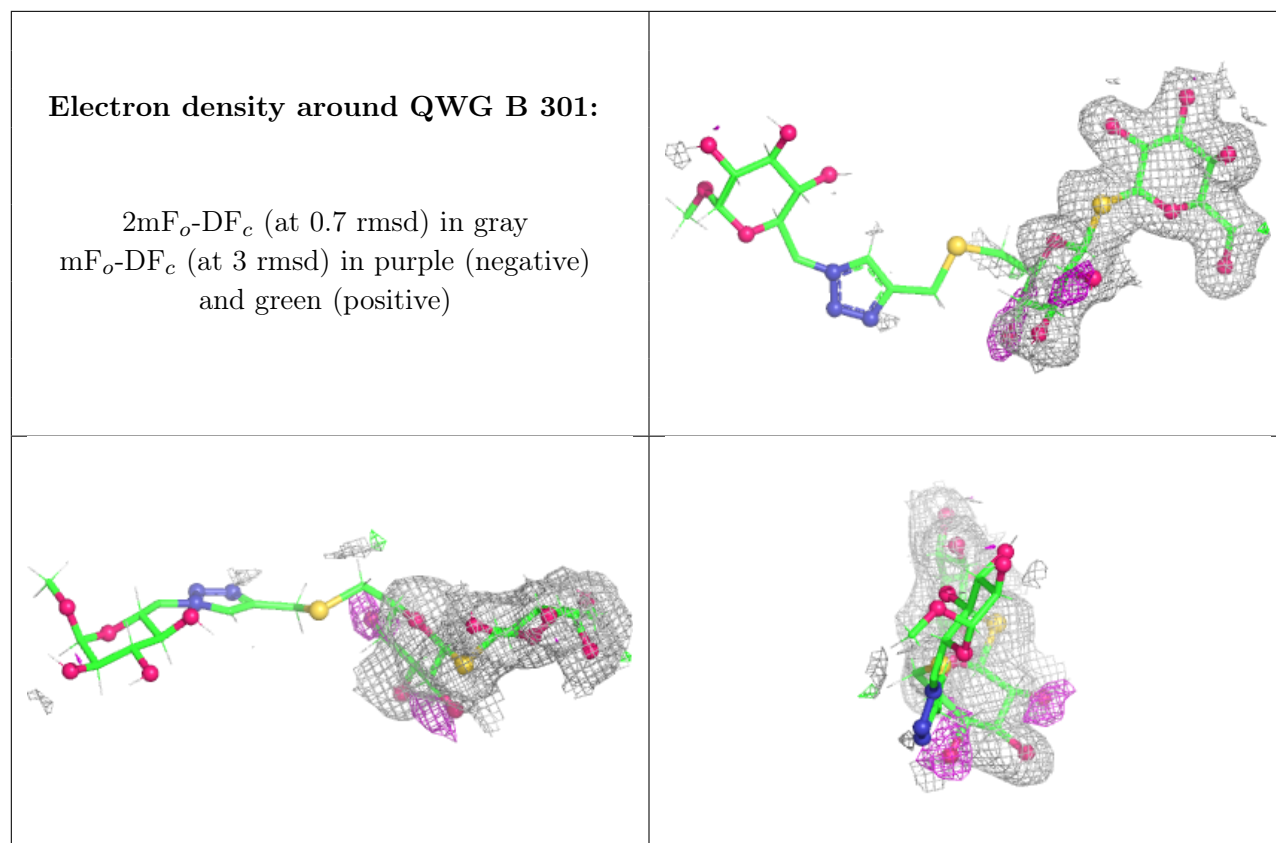 Electron density around QWG B 301:
2mFo-DFc (at 0.7 rmsd) in gray
mFo-DFc (at 3 rmsd) in purple (negative)
and green (positive)